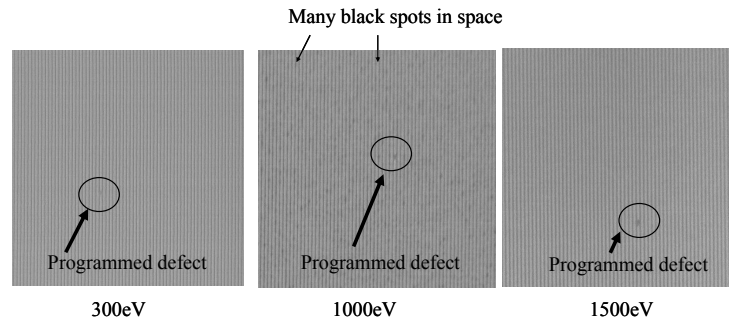 Many black spots in space
Programmed defect
Programmed defect
Programmed defect
300eV
1000eV
1500eV